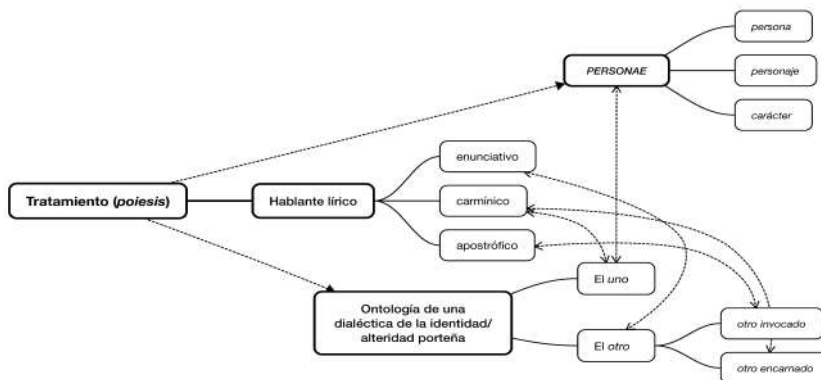 persona
PERSONAE
personaje
carácter
enunciativo
Tratamiento (poiesis)
Hablante lírico
carmínico
apostrófico
Ontología de una
dialéctica de la identidad/
alteridad porteña
El uno
El otro
otro invocado
otro encarnado